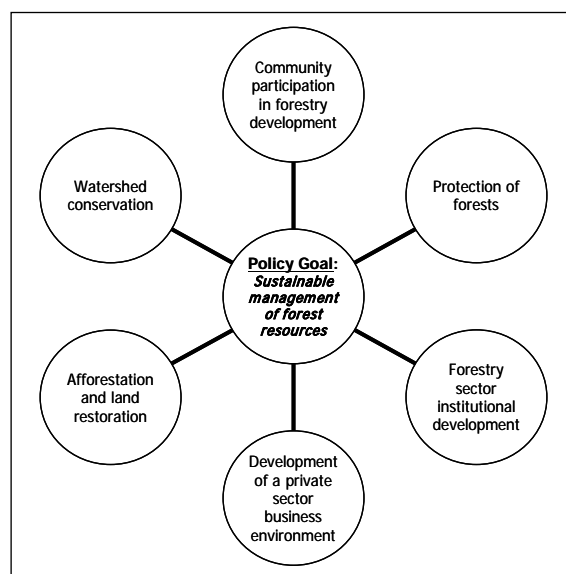 Community
participation
in forestry
development
Watershed
conservation
Protection of
forests
Policy Goal:
Sustainable
management
of forest
resources
Afforestation
and land
restoration
Forestry
sector
institutional
development
Development
of a private
sector
business
environment